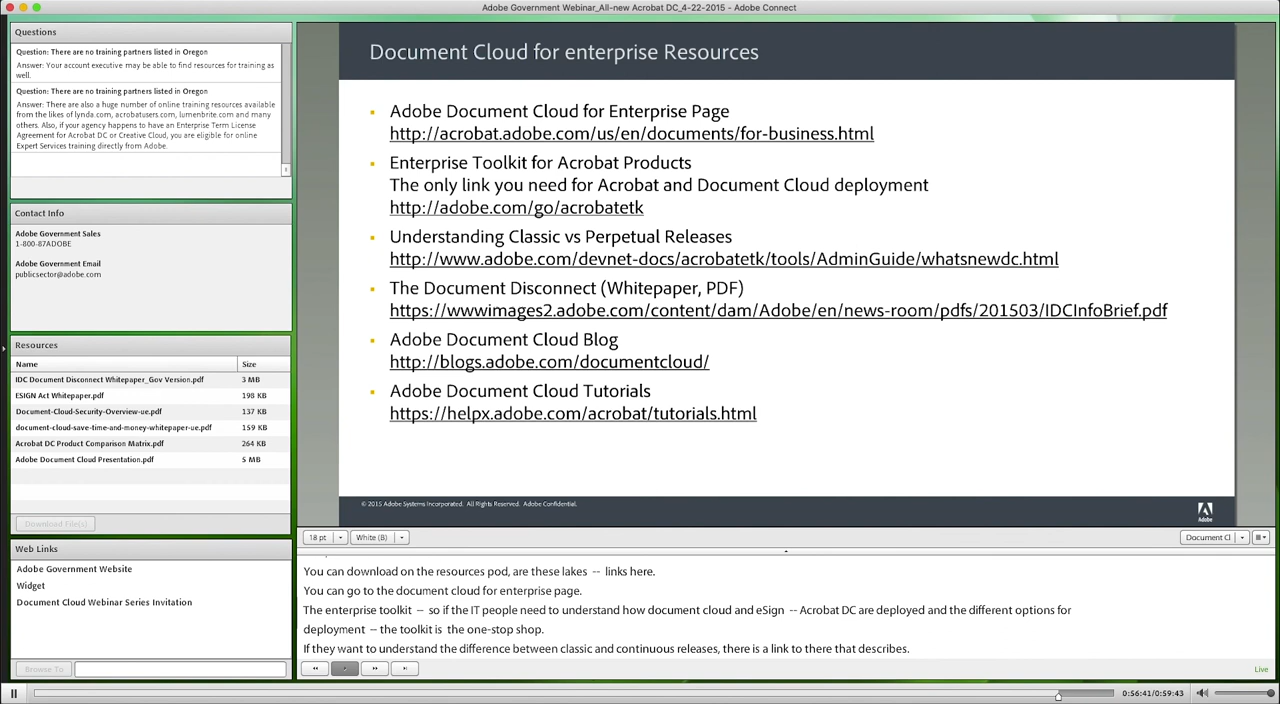 Adobe Government Webinar_All-new Acrobat DC_4-22-2015 - Adobe Connect
Questions
Question: There are no training partners listed in Oregon
Answer: Your account executive may be able to find resources for training as
well.
Question: There are no training partners listed in Oregon
Answer: There are also a huge number of online training resources available
from the likes of lynda.com, acrobatusers.com, lumenbrite.com and many
others. Also, if your agency happens to have an Enterprise Term License
Agreement for Acrobat DC or Creative Cloud, you are eligible for online
Expert Services training directly from Adobe.
Contact Info
Adobe Government Sales
1-800-87ADOBE
Adobe Government Email
publicsector@adobe.com
Resources
Name Size
IDC Document Disconnect Whitepaper_Gov Version.pdf 3 MB
ESIGN Act Whitepaper.pdf 198 KB
Document-Cloud-Security-Overview-ue.pdf 137 KB
document-cloud-save-time-and-money-whitepaper-ue.pdf 159 KB
Acrobat DC Product Comparison Matrix.pdf 264 KB
Adobe Document Cloud Presentation.pdf 5 MB
Download File(s)
Web Links
Adobe Government Website
Widget
Document Cloud Webinar Series Invitation
Browse To
Document Cloud for enterprise Resources
Adobe Document Cloud for Enterprise Page
http://acrobat.adobe.com/us/en/documents/for-business.html
Enterprise Toolkit for Acrobat Products
The only link you need for Acrobat and Document Cloud deployment
http://adobe.com/go/acrobatetk
Understanding Classic vs Perpetual Releases
http://www.adobe.com/devnet-docs/acrobatetk/tools/AdminGuide/whatsnewdc.html
The Document Disconnect (Whitepaper, PDF)
https://wwwimages2.adobe.com/content/dam/Adobe/en/news-room/pdfs/201503/IDCInfoBrief.pdf
Adobe Document Cloud Blog
http://blogs.adobe.com/documentcloud/
Adobe Document Cloud Tutorials
https://helpx.adobe.com/acrobat/tutorials.html
© 2015 Adobe Systems Incorporated. All Rights Reserved. Adobe Confidential.
Adobe
18 pt White (B) Document Cl
You can download on the resources pod, are these lakes -- links here.
You can go to the document cloud for enterprise page.
The enterprise toolkit -- so if the IT people need to understand how document cloud and eSign -- Acrobat DC are deployed and the different options for
deployment -- the toolkit is the one-stop shop.
If they want to understand the difference between classic and continuous releases, there is a link to there that describes.
Live
0:56:41/0:59:43